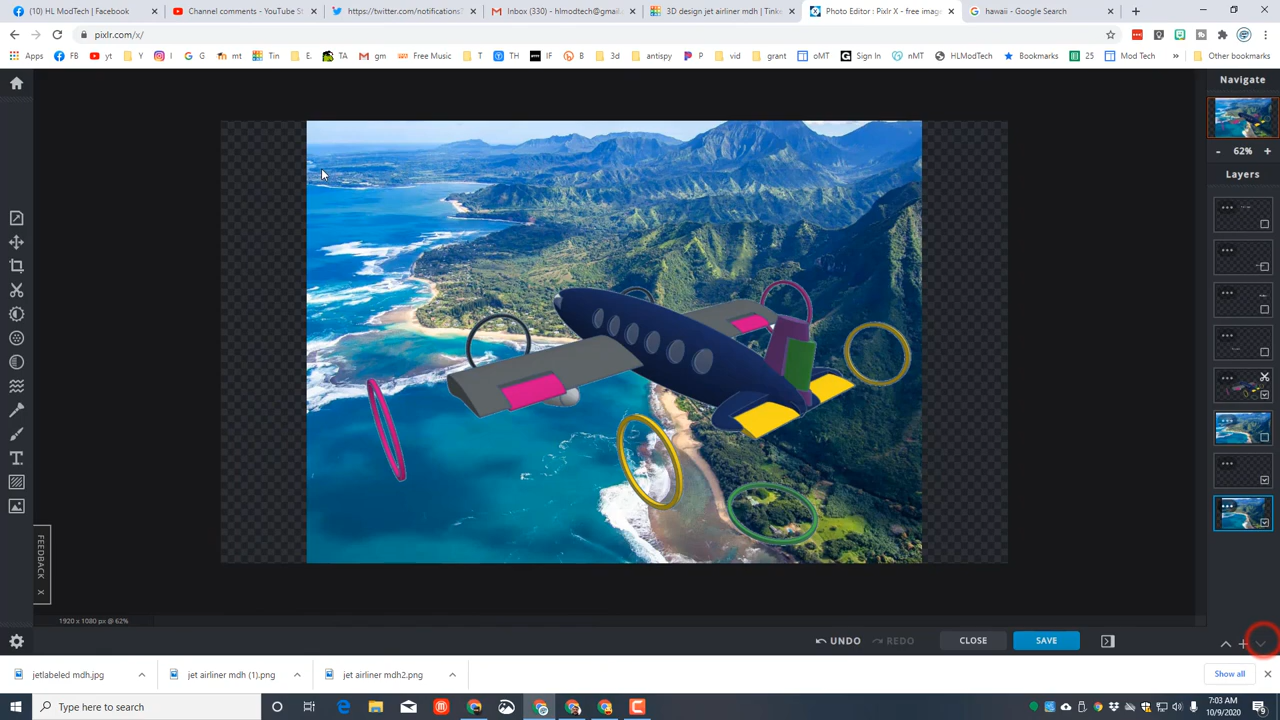 (10) HL ModTech | Facebook
Channel comments - YouTube St
https://twitter.com/notifications?
Inbox (330) - hlmodtech@gmail.
3D design jet airliner mdh | Tinke
Photo Editor : Pixlr X - free imag
hawaii - Google Search
pixlr.com/x/
Apps FB yt Y I G mt Tin E. TA gm Free Music T TH IF B 3d antispy P vid grant oMT Sign In nMT HLModTech Bookmarks 25 Mod Tech » Other bookmarks
Navigate
- 62% +
Layers
FEEDBACK X
1920 x 1080 px @ 62%
UNDO REDO CLOSE SAVE
jetlabeled mdh.jpg
jet airliner mdh (1).png
jet airliner mdh2.png
Show all
Type here to search
7:03 AM
10/9/2020